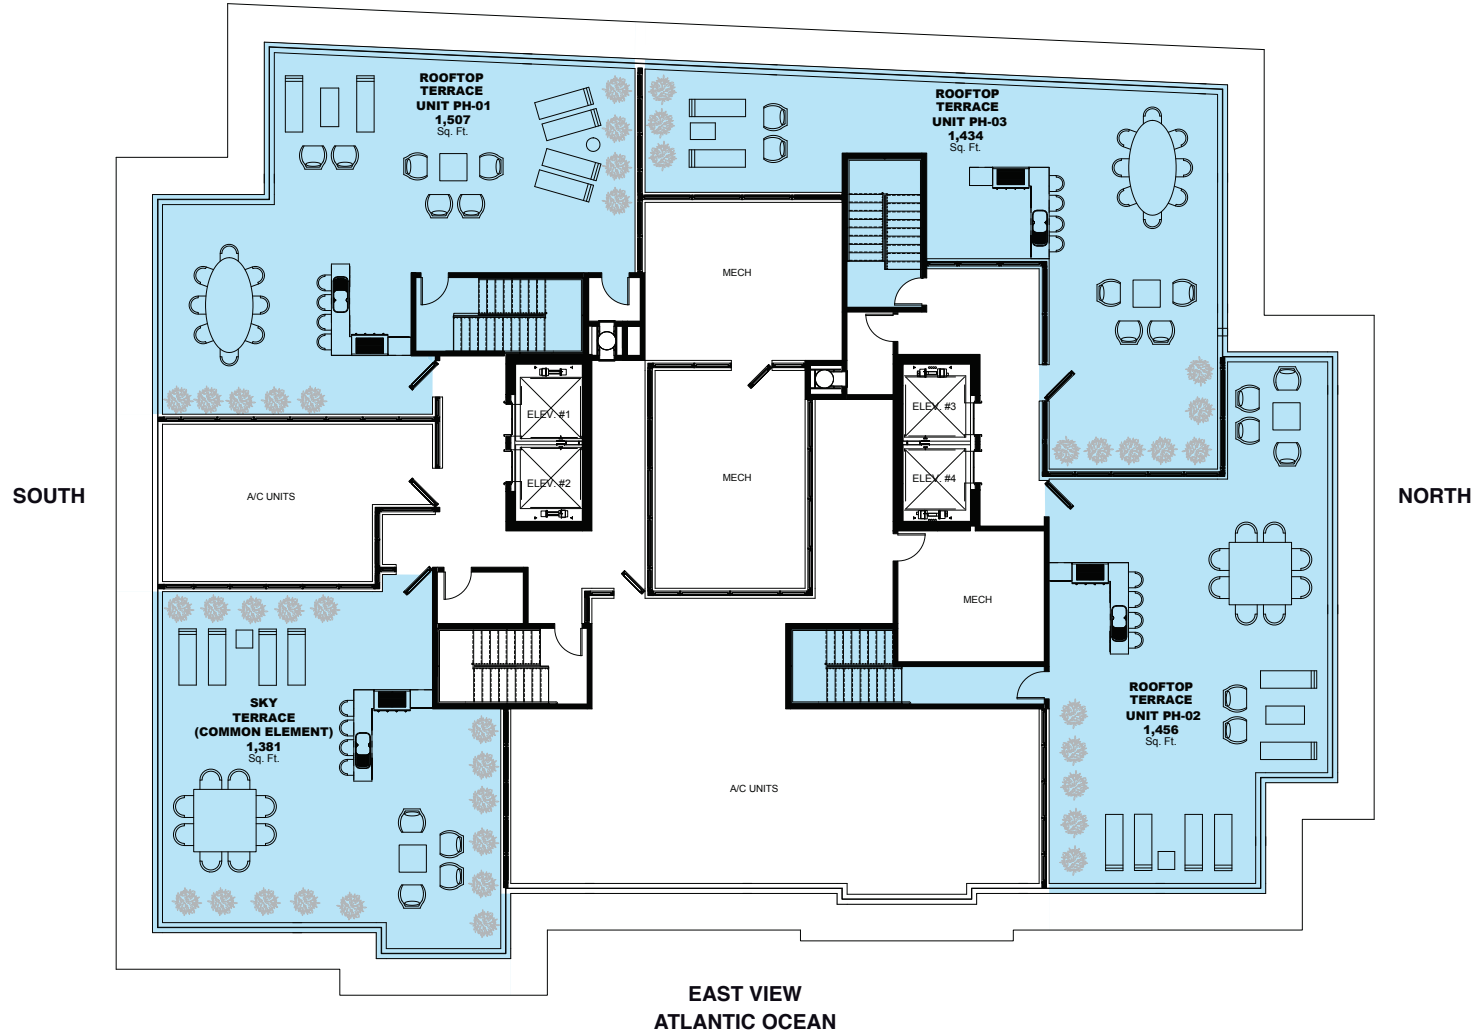 ROOFTOP
TERRACE
UNIT PH-01
1,507
Sq. Ft.
ROOFTOP
TERRACE
UNIT PH-03
1,434
Sq. Ft.
MECH
ELEV. #1
ELEV. #2
MECH
ELEV. #3
ELEV. #4
A/C UNITS
SOUTH
NORTH
MECH
SKY
TERRACE
(COMMON ELEMENT)
1,381
Sq. Ft.
ROOFTOP
TERRACE
UNIT PH-02
1,456
Sq. Ft.
A/C UNITS
EAST VIEW
ATLANTIC OCEAN